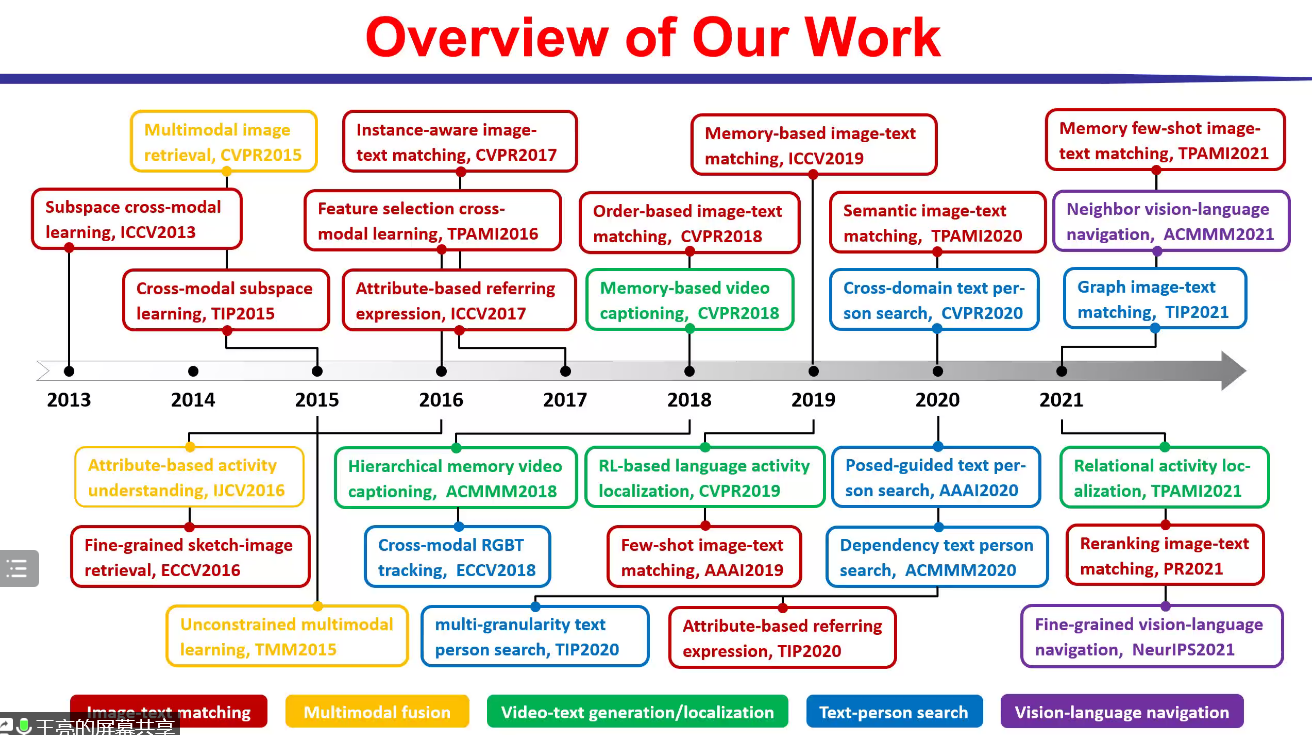 Overview of Our Work
Multimodal image
retrieval, CVPR2015
Instance-aware image-
text matching, CVPR2017
Memory-based image-text
matching, ICCV2019
Memory few-shot image-
text matching, TPAMI2021
Subspace cross-modal
learning, ICCV2013
Feature selection cross-
modal learning, TPAMI2016
Order-based image-text
matching, CVPR2018
Semantic image-text
matching, TPAMI2020
Neighbor vision-language
navigation, ACMMM2021
Cross-modal subspace
learning, TIP2015
Attribute-based referring
expression, ICCV2017
Memory-based video
captioning, CVPR2018
Cross-domain text per-
son search, CVPR2020
Graph image-text
matching, TIP2021
2013 2014 2015 2016 2017 2018 2019 2020 2021
Attribute-based activity
understanding, IJCV2016
Hierarchical memory video
captioning, ACMMM2018
RL-based language activity
localization, CVPR2019
Posed-guided text per-
son search, AAAI2020
Relational activity loc-
alization, TPAMI2021
Fine-grained sketch-image
retrieval, ECCV2016
Cross-modal RGBT
tracking, ECCV2018
Few-shot image-text
matching, AAAI2019
Dependency text person
search, ACMMM2020
Reranking image-text
matching, PR2021
Unconstrained multimodal
learning, TMM2015
multi-granularity text
person search, TIP2020
Attribute-based referring
expression, TIP2020
Fine-grained vision-language
navigation, NeurIPS2021
Image-text matching
Multimodal fusion
Video-text generation/localization
Text-person search
Vision-language navigation
王亮的屏幕共享